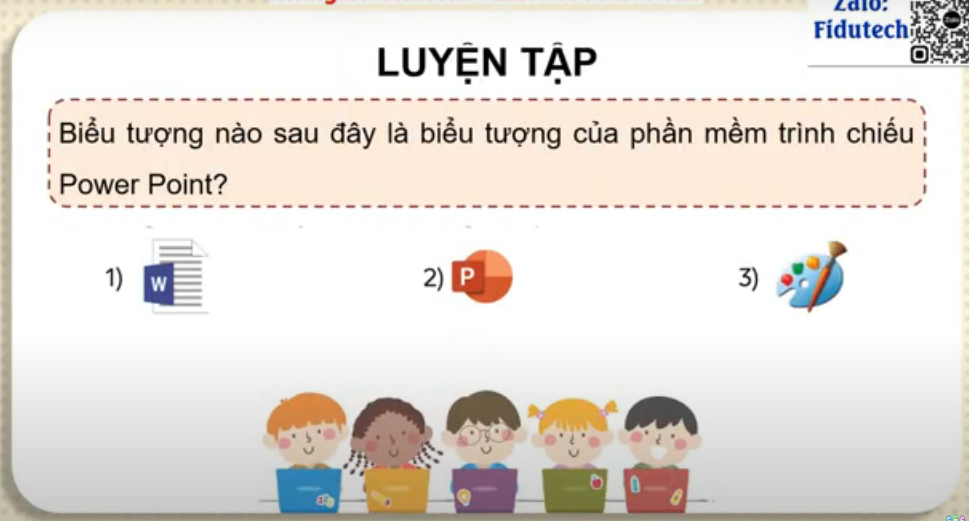 Zalo:
Fidutech
LUYỆN TẬP
Biểu tượng nào sau đây là biểu tượng của phần mềm trình chiếu
Power Point?
1) W
2) P
3)